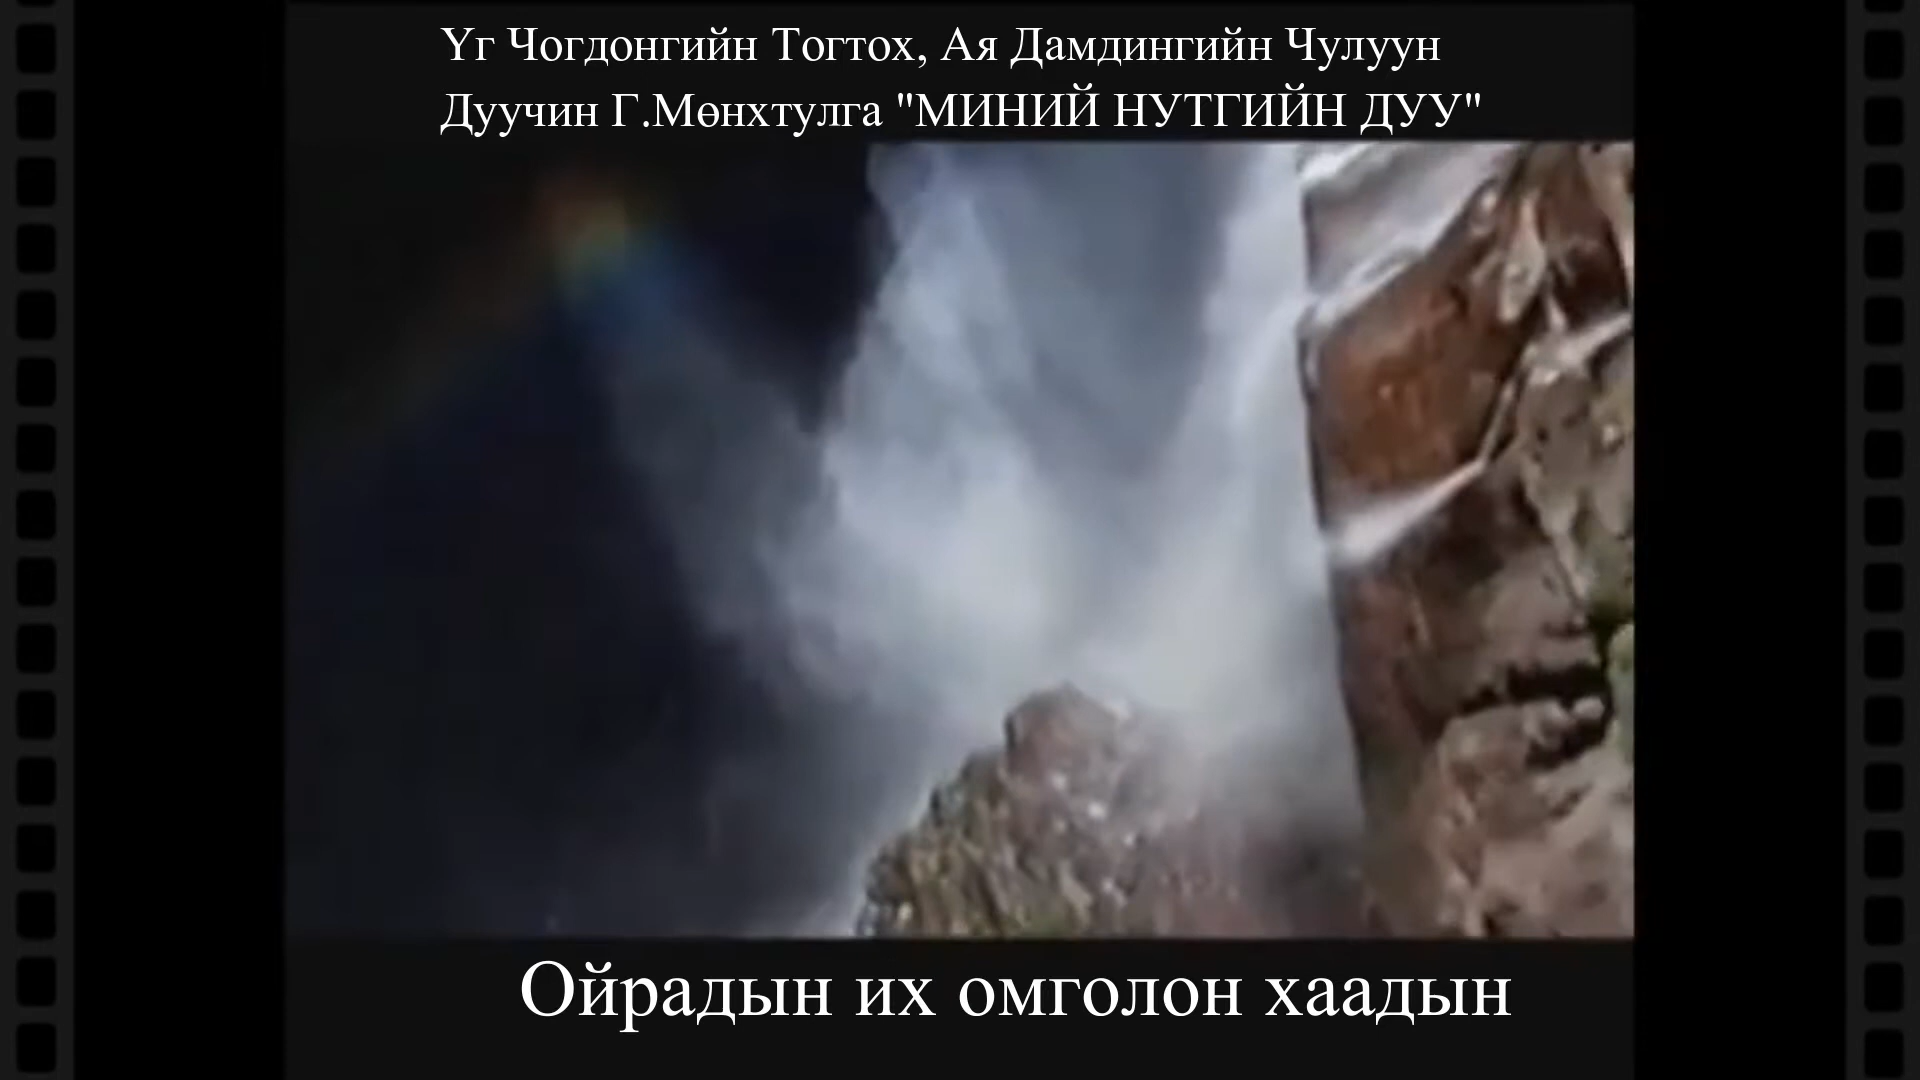 Үг Чогдонгийн Тогтох, Ая Дамдингийн Чулуун
Дуучин Г.Мөнхтулга "МИНИЙ НУТГИЙН ДУУ"
Ойрадын их омголон хаадын